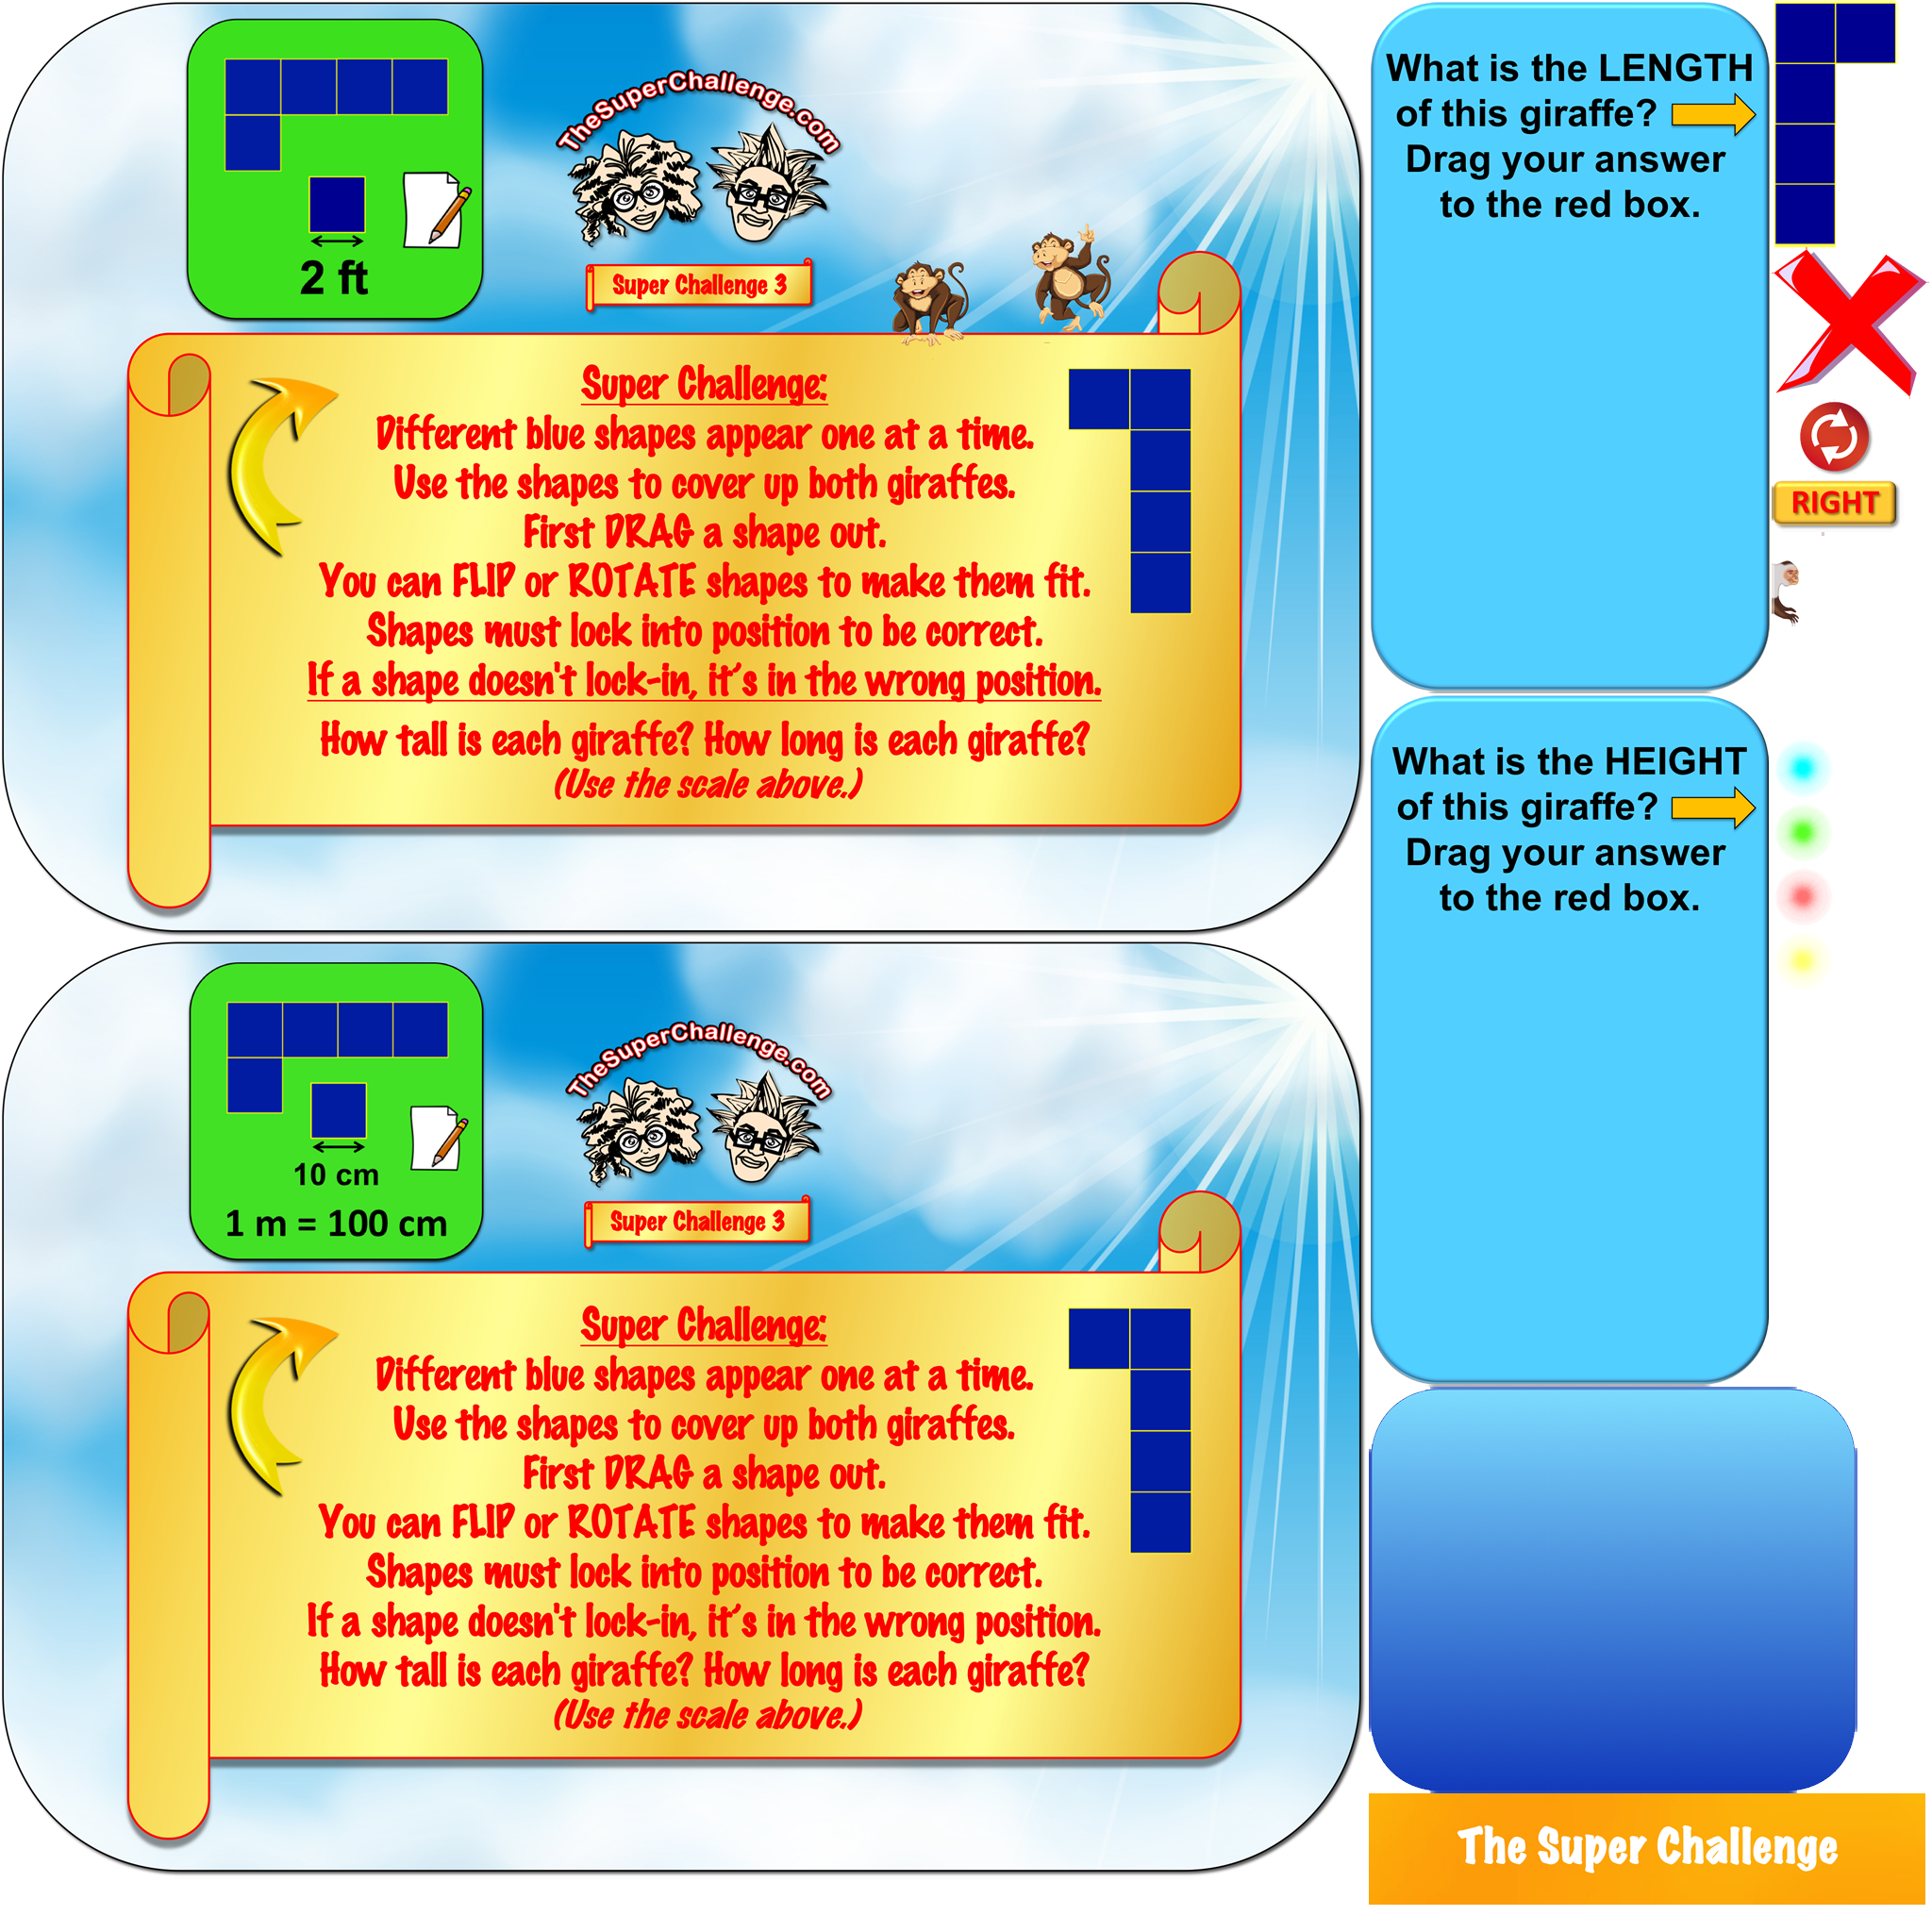 2 ft
TheSuperChallenge.com
Super Challenge 3
Super Challenge:
Different blue shapes appear one at a time.
Use the shapes to cover up both giraffes.
First DRAG a shape out.
You can FLIP or ROTATE shapes to make them fit.
Shapes must lock into position to be correct.
If a shape doesn't lock-in, it's in the wrong position.
How tall is each giraffe? How long is each giraffe?
(Use the scale above.)
What is the LENGTH
of this giraffe?
Drag your answer
to the red box.
RIGHT
10 cm
1 m = 100 cm
TheSuperChallenge.com
Super Challenge 3
Super Challenge:
Different blue shapes appear one at a time.
Use the shapes to cover up both giraffes.
First DRAG a shape out.
You can FLIP or ROTATE shapes to make them fit.
Shapes must lock into position to be correct.
If a shape doesn't lock-in, it's in the wrong position.
How tall is each giraffe? How long is each giraffe?
(Use the scale above.)
What is the HEIGHT
of this giraffe?
Drag your answer
to the red box.
The Super Challenge